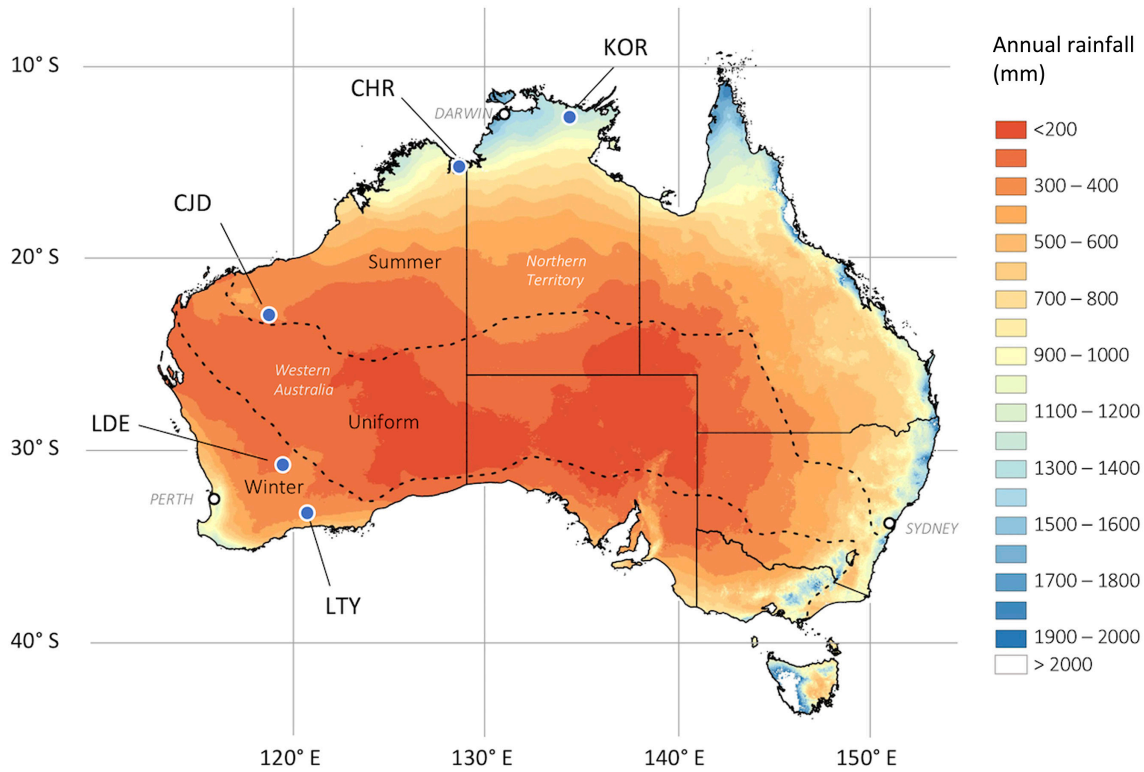 KOR
Annual rainfall
(mm)
10° S
CHR
DARWIN
<200
300 – 400
CJD
500 – 600
20° S
Summer
Northern
Territory
700 – 800
900 – 1000
Western
Australia
1100 – 1200
LDE
Uniform
30° S
1300 – 1400
Winter
PERTH
SYDNEY
1500 – 1600
1700 – 1800
LTY
40° S
1900 – 2000
> 2000
120° E
130° E
140° E
150° E